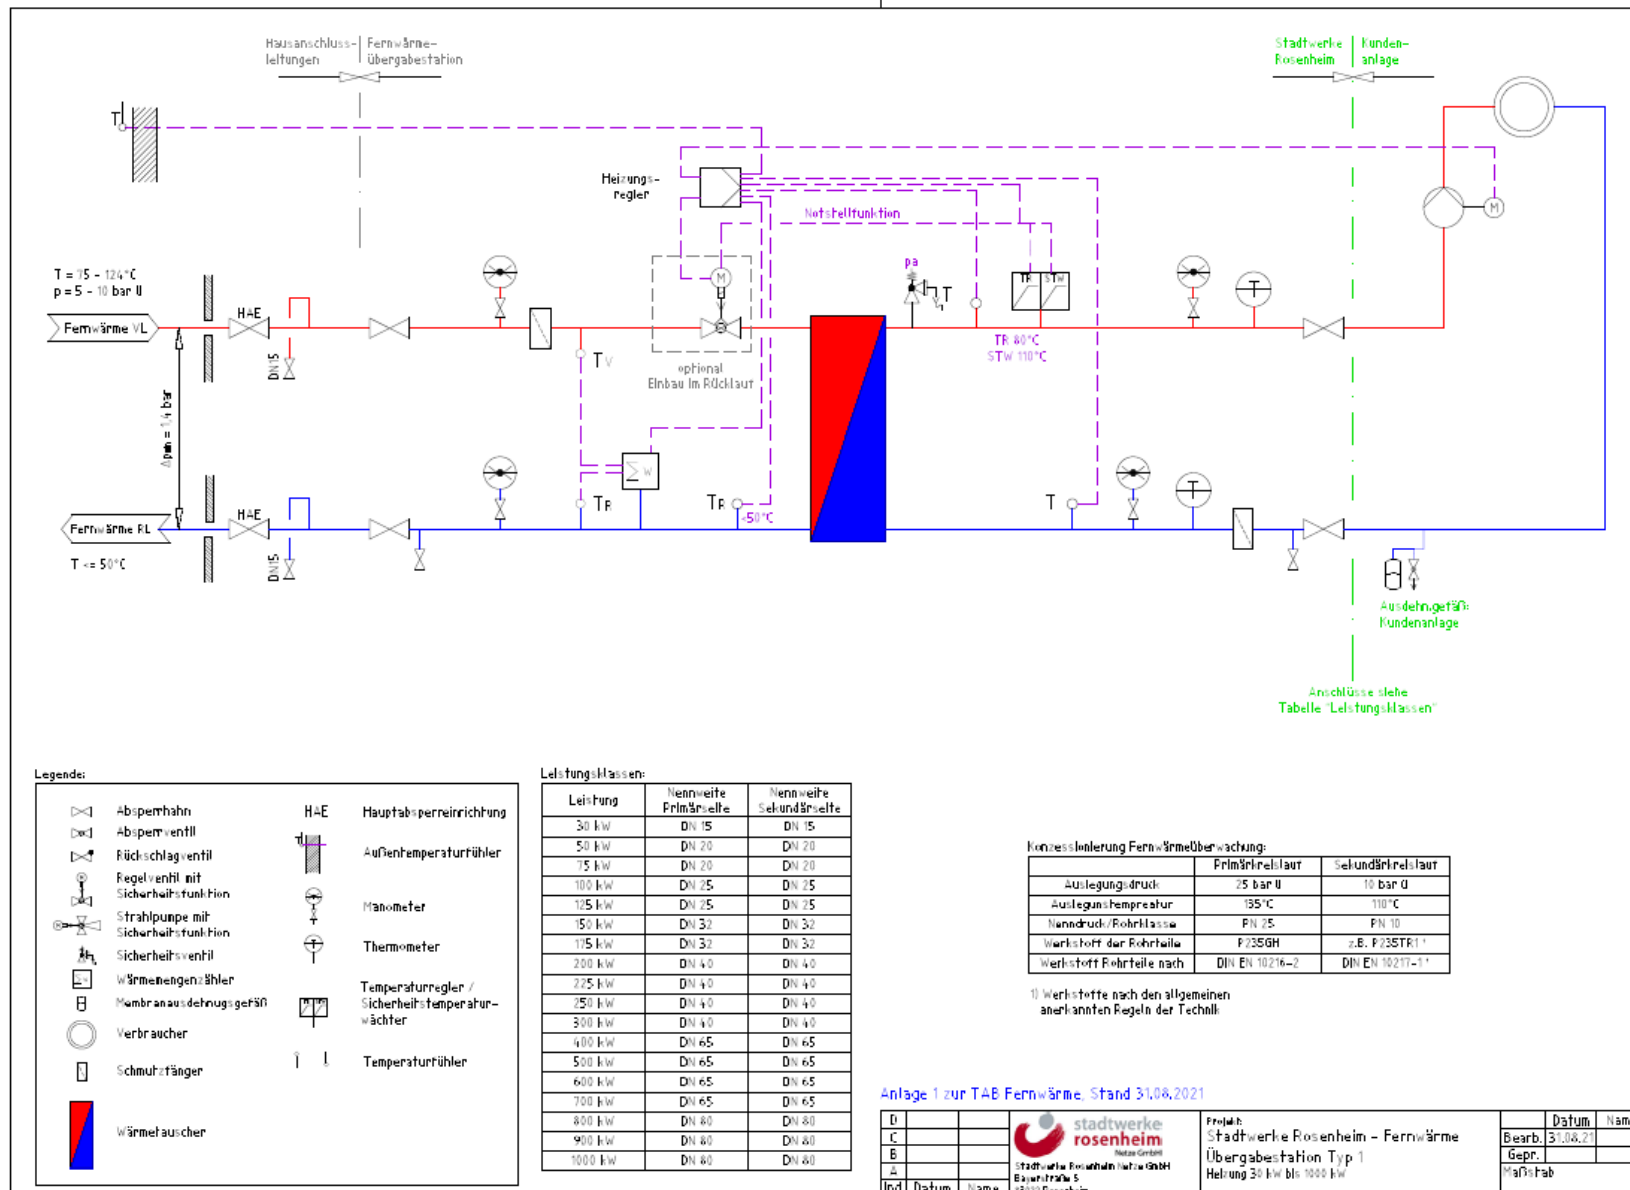 Hausanschluss-
leitungen
Fernwärme-
übergabestation
Stadtwerke
Rosenheim
Kunden-
anlage
T
Heizungs-
regler
M
Notstellfunktion
T = 75 - 124°C
p = 5 - 10 bar Ü
HAE
Fernwärme VL
DN15
M
pa
T
TR
STW
T
TR 80°C
STW 110°C
TV
optional
Einbau im Rücklauf
Δpmin = 1,4 bar
Σ W
TR
TR
<50°C
T
T
HAE
Fernwärme RL
DN15
T <= 50°C
Ausdehn.gefäß:
Kundenanlage
Anschlüsse siehe
Tabelle "Leistungsklassen"
Legende:
Absperrhahn
Absperrventil
Rückschlagventil
Regelventil mit
Sicherheitsfunktion
Strahlpumpe mit
Sicherheitsfunktion
Sicherheitsventil
Wärmemengenzähler
Membranausdehnugsgefäß
Verbraucher
Schmutzfänger
Wärmetauscher
HAE Hauptabsperreinrichtung
Außentemperaturfühler
Manometer
Thermometer
Temperaturregler /
Sicherheitstemperatur-
wächter
Temperaturfühler
Leistungsklassen:
Leistung Nennweite Primärseite Nennweite Sekundärseite
30 kW DN 15 DN 15
50 kW DN 20 DN 20
75 kW DN 20 DN 20
100 kW DN 25 DN 25
125 kW DN 25 DN 25
150 kW DN 32 DN 32
175 kW DN 32 DN 32
200 kW DN 40 DN 40
225 kW DN 40 DN 40
250 kW DN 40 DN 40
300 kW DN 40 DN 40
400 kW DN 65 DN 65
500 kW DN 65 DN 65
600 kW DN 65 DN 65
700 kW DN 65 DN 65
800 kW DN 80 DN 80
900 kW DN 80 DN 80
1000 kW DN 80 DN 80
Konzessionierung Fernwärmeüberwachung:
Primärkreislauf Sekundärkreislauf
Auslegungsdruck 25 bar Ü 10 bar Ü
Auslegunstempreatur 135°C 110°C
Nenndruck/Rohrklasse PN 25 PN 10
Werkstoff der Rohrteile P235GH z.B. P235TR1
Werkstoff Rohrteile nach DIN EN 10216-2 DIN EN 10217-1
1) Werkstoffe nach den allgemeinen
anerkannten Regeln der Technik
Anlage 1 zur TAB Fernwärme, Stand 31.08.2021
D
C
B
A
Ind Datum Name
stadtwerke
rosenheim
Netze GmbH
Stadtwerke Rosenheim Netze GmbH
Bayerstraße 5
Projekt:
Stadtwerke Rosenheim - Fernwärme
Übergabestation Typ 1
Heizung 30 kW bis 1000 kW
Datum
Bearb. 31.08.21
Gepr.
Maßstab